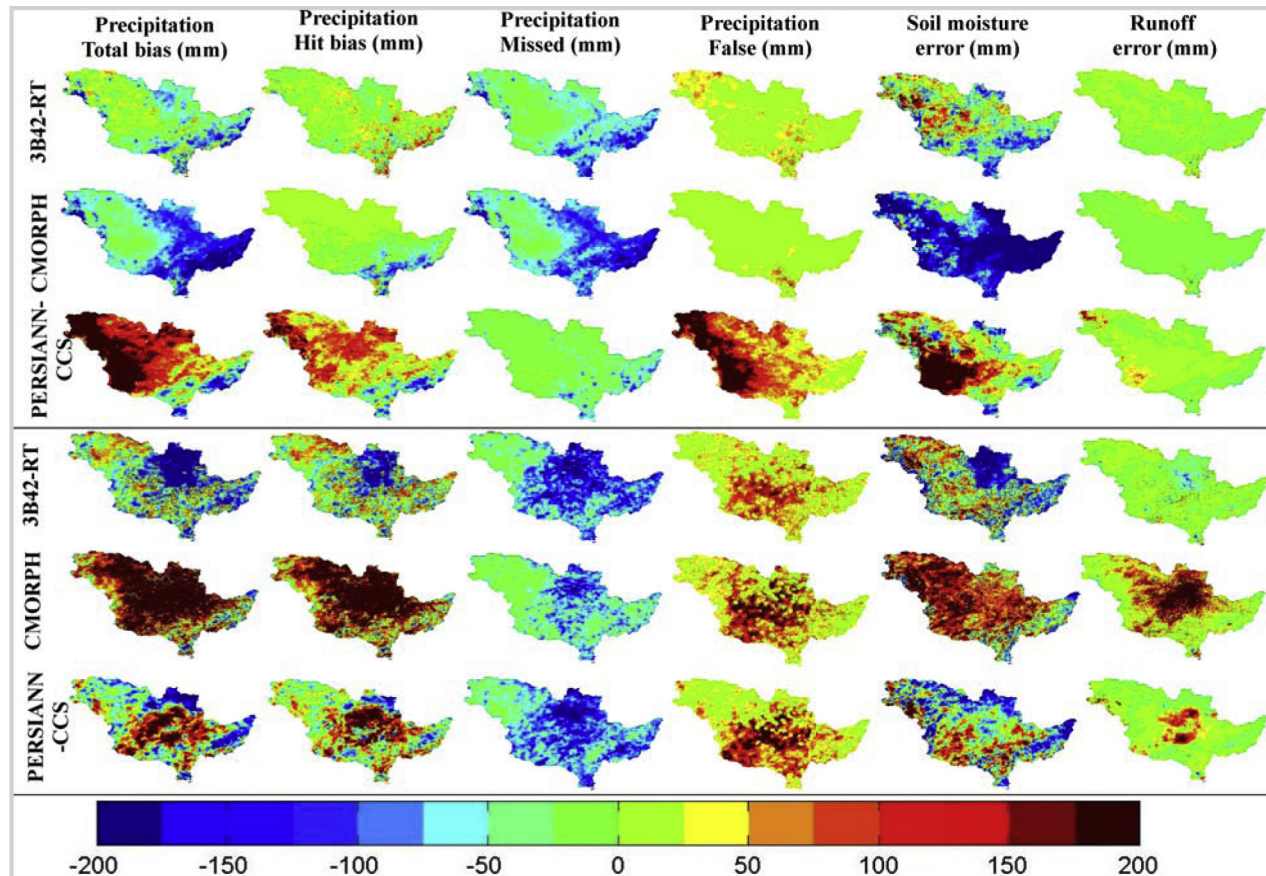 Precipitation Total bias (mm)
Precipitation Hit bias (mm)
Precipitation Missed (mm)
Precipitation False (mm)
Soil moisture error (mm)
Runoff error (mm)
3B42-RT
CMORPH
PERSIANN-
CCS
3B42-RT
CMORPH
PERSIANN
-CCS
-200 -150 -100 -50 0 50 100 150 200